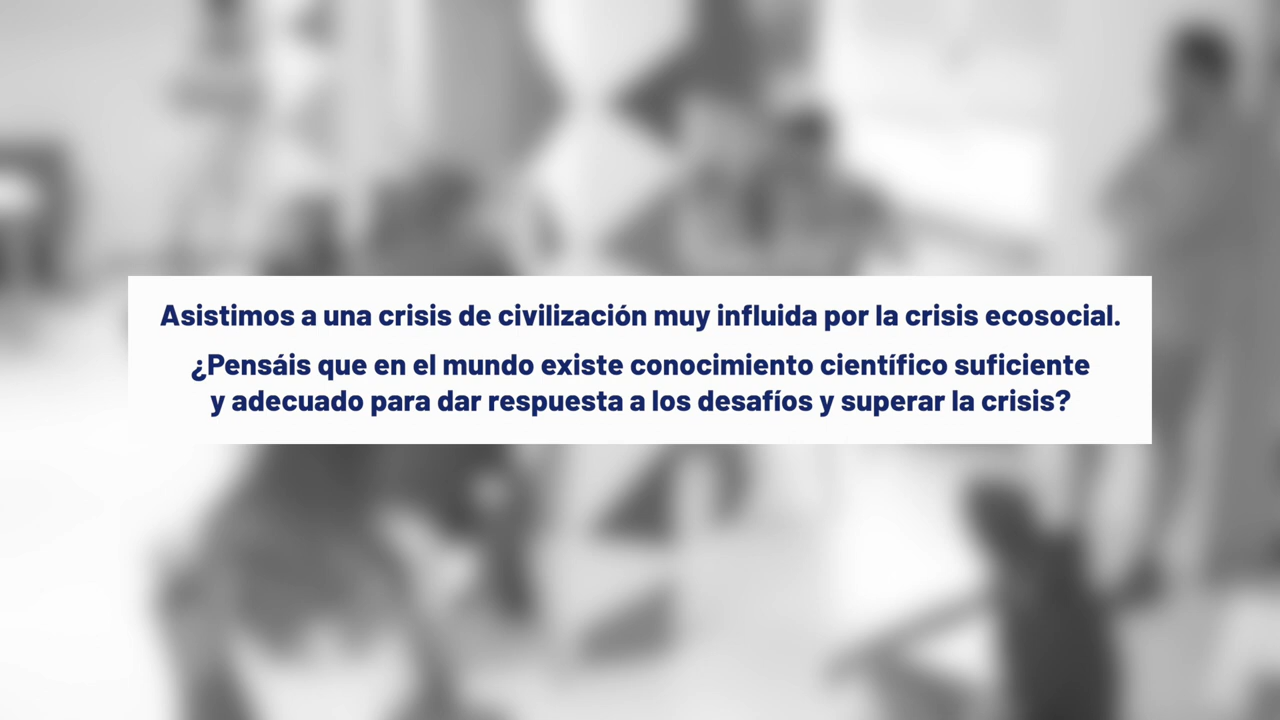 Asistimos a una crisis de civilización muy influida por la crisis ecosocial.
¿Pensáis que en el mundo existe conocimiento científico suficiente
y adecuado para dar respuesta a los desafíos y superar la crisis?